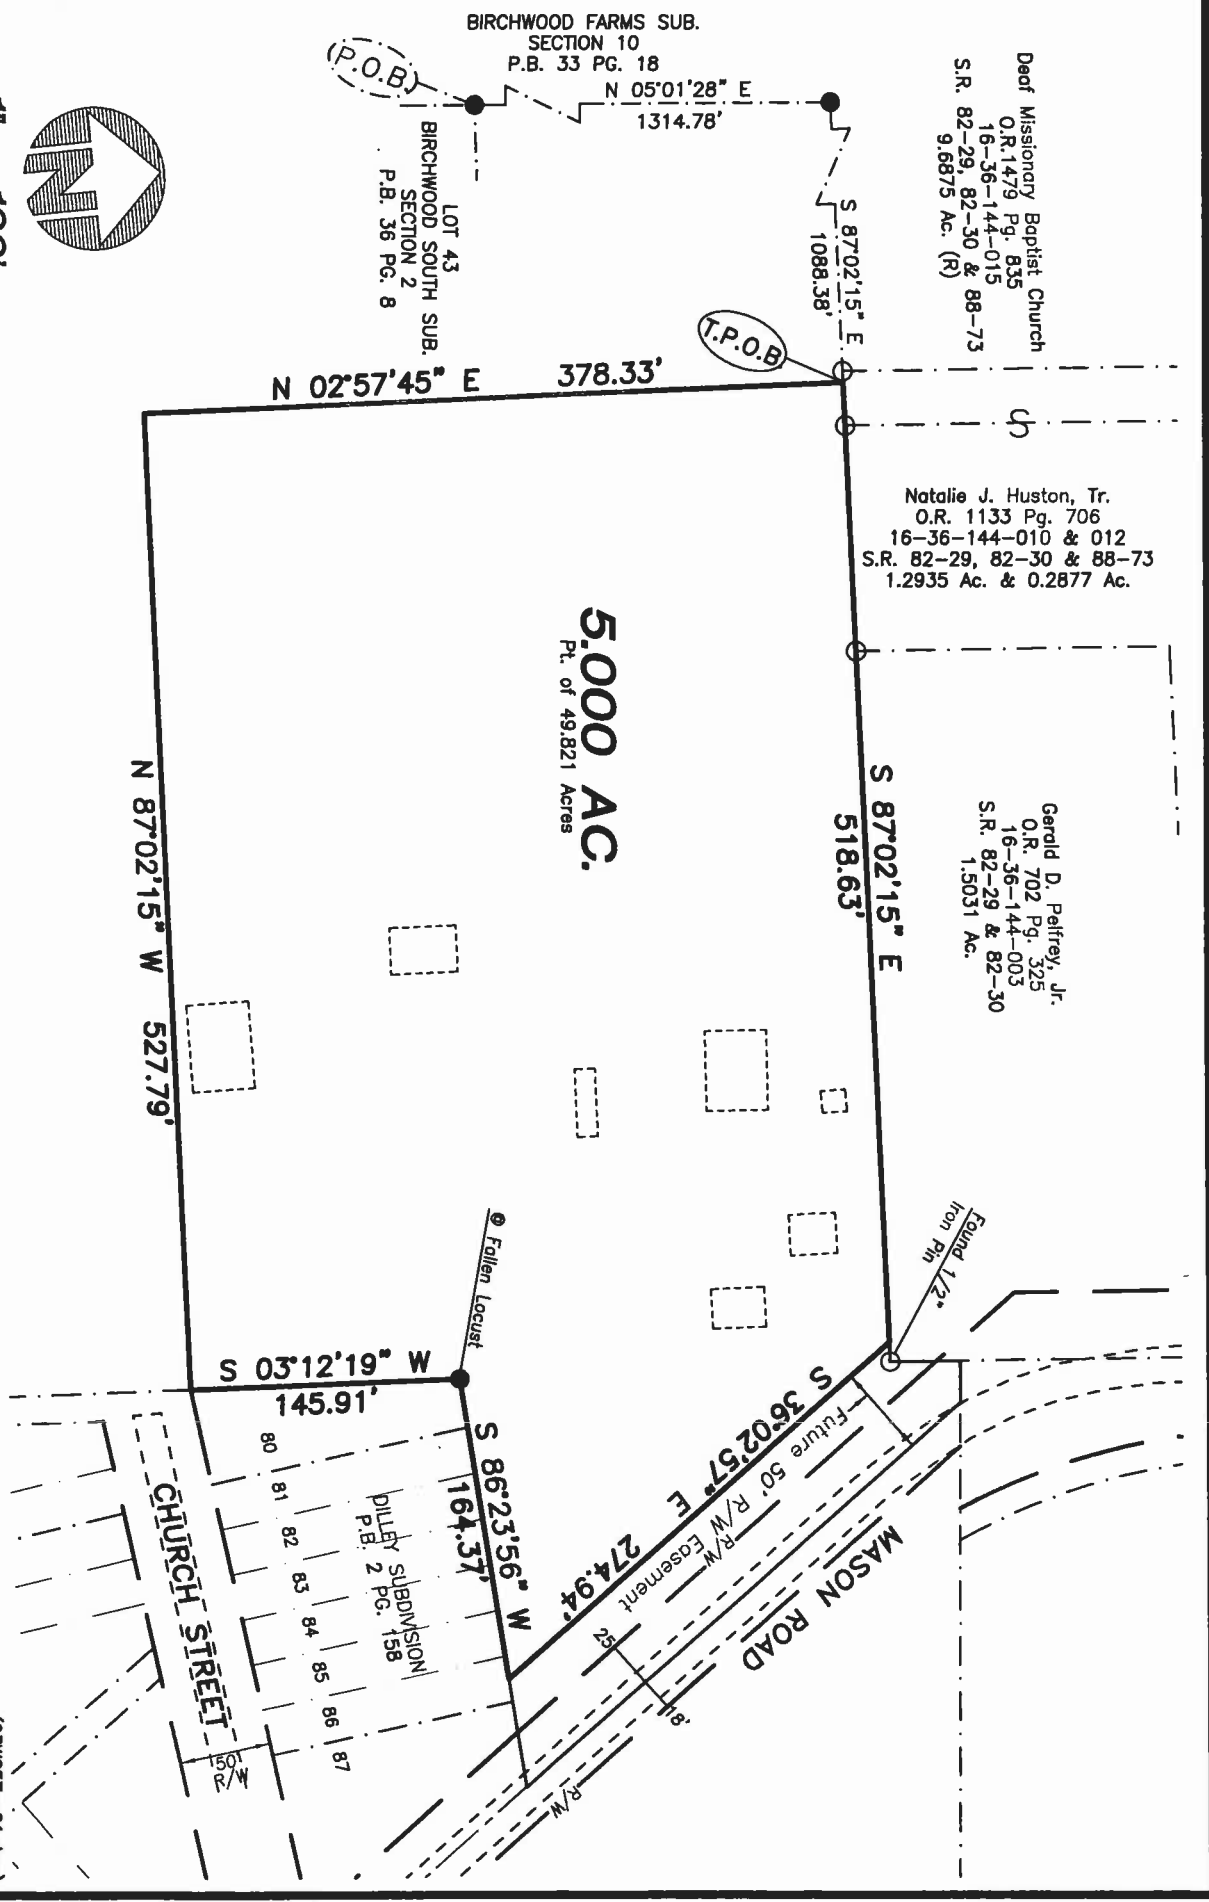 BIRCHWOOD FARMS SUB.
SECTION 10
P.B. 33 PG. 18
(P.O.B.)
N 05°01'28" E
1314.78'
Deaf Missionary Baptist Church
O.R.1479 Pg. 835
16-36-144-015
S.R. 82-29, 82-30 & 88-73
9.6875 Ac. (R)
S 87°02'15" E
1088.38'
LOT 43
BIRCHWOOD SOUTH SUB.
SECTION 2
P.B. 36 PG. 8
N
T.P.O.B
N 02°57'45" E 378.33'
S
Natalie J. Huston, Tr.
O.R. 1133 Pg. 706
16-36-144-010 & 012
S.R. 82-29, 82-30 & 88-73
1.2935 Ac. & 0.2877 Ac.
5.000 AC.
Pt. of 49.821 Acres
S 87°02'15" E
518.63'
Gerald D. Pelfrey, Jr.
O.R. 702 Pg. 325
16-36-144-003
S.R. 82-29 & 82-30
1.5031 Ac.
N 87°02'15" W 527.79'
Found 1/2"
Iron Pin
@ Fallen Locust
S 03°12'19" W
145.91'
S 36°02'57" E 274.94'
Future 50' R/W Easement
R/W
MASON ROAD
S 86°23'56" W
164.37'
DILLEY SUBDIVISION
P.B. 2 PG. 158
80
81
82
83
84
85
86
87
25'
18'
R/W
CHURCH STREET
50'
R/W